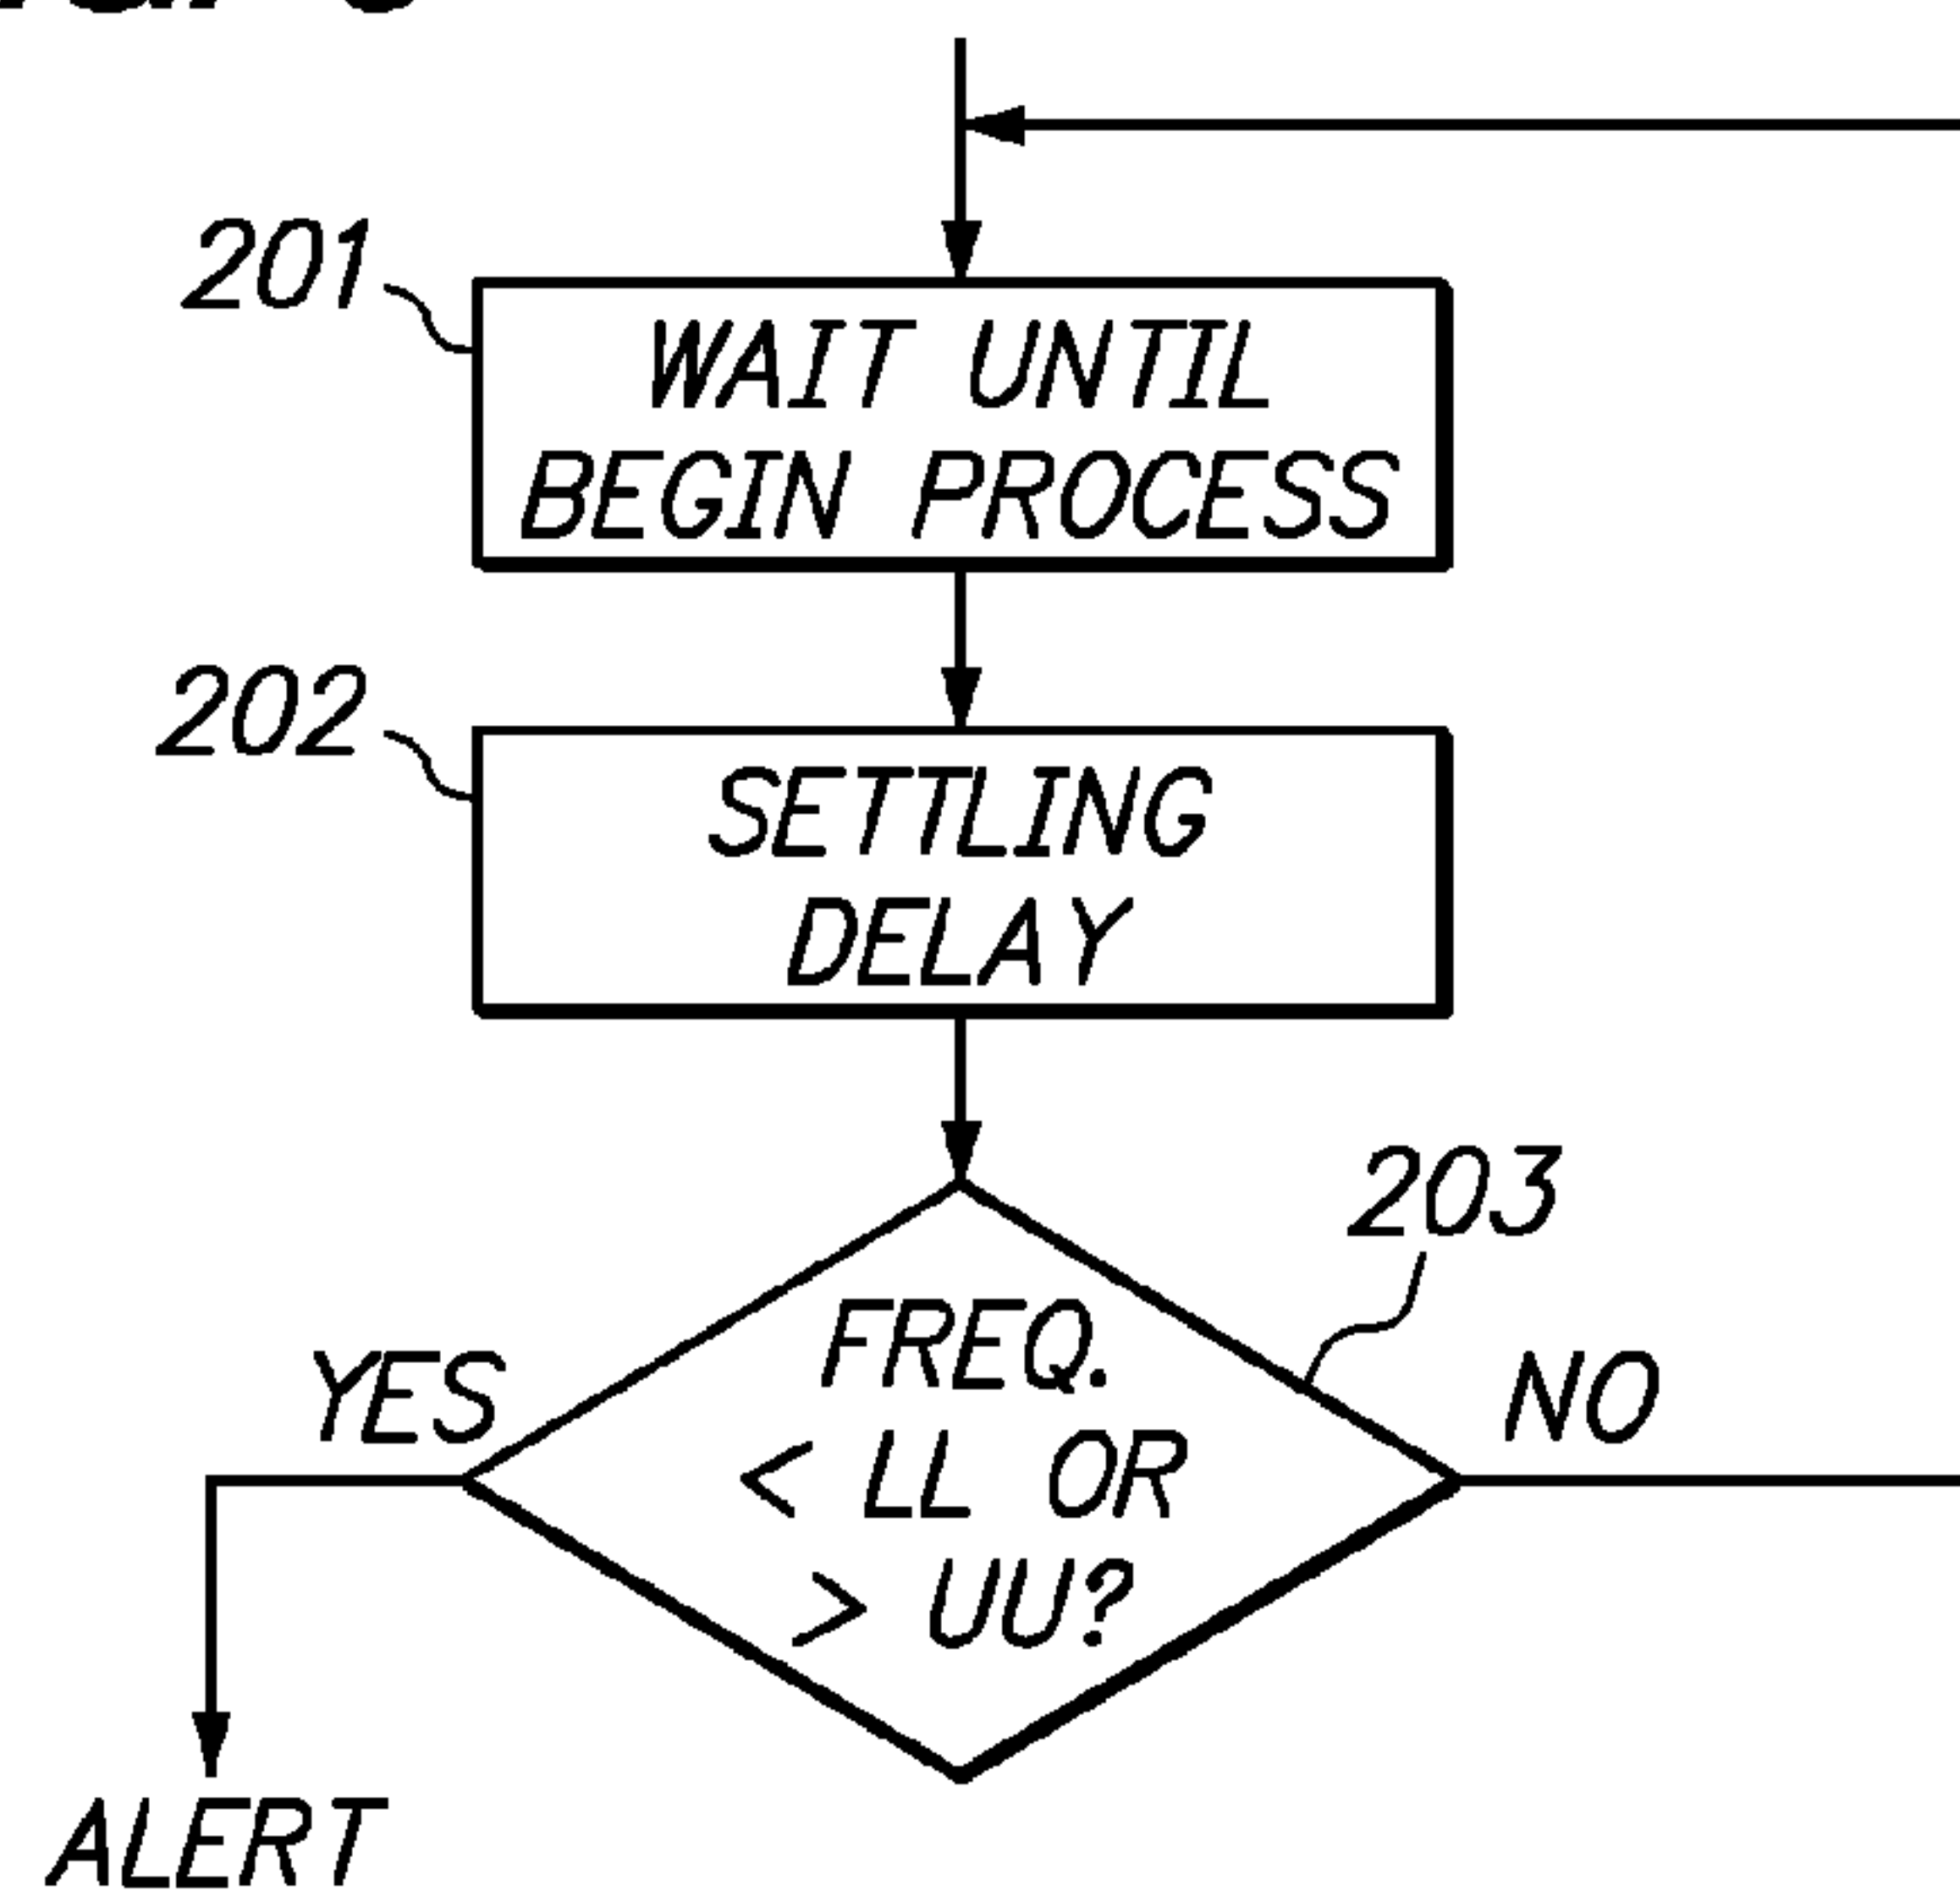 201
WAIT UNTIL
BEGIN PROCESS
202
SETTLING
DELAY
203
FREQ.
< LL OR
> UU?
YES
NO
ALERT